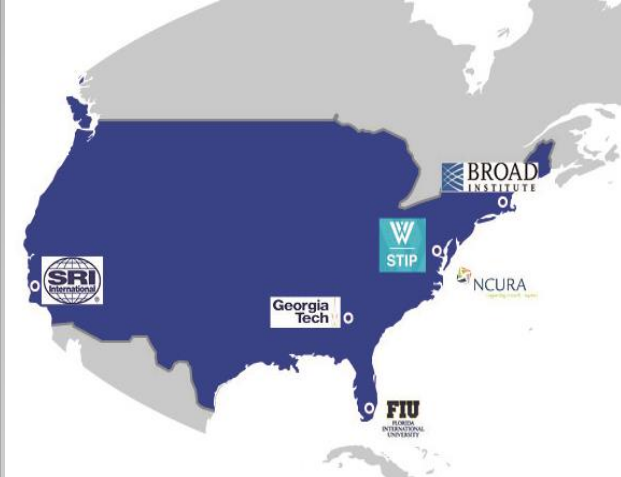 BROAD
INSTITUTE
W
STIP
SRI
International
®
NCURA
Georgia
Tech
FIU
FLORIDA
INTERNATIONAL
UNIVERSITY